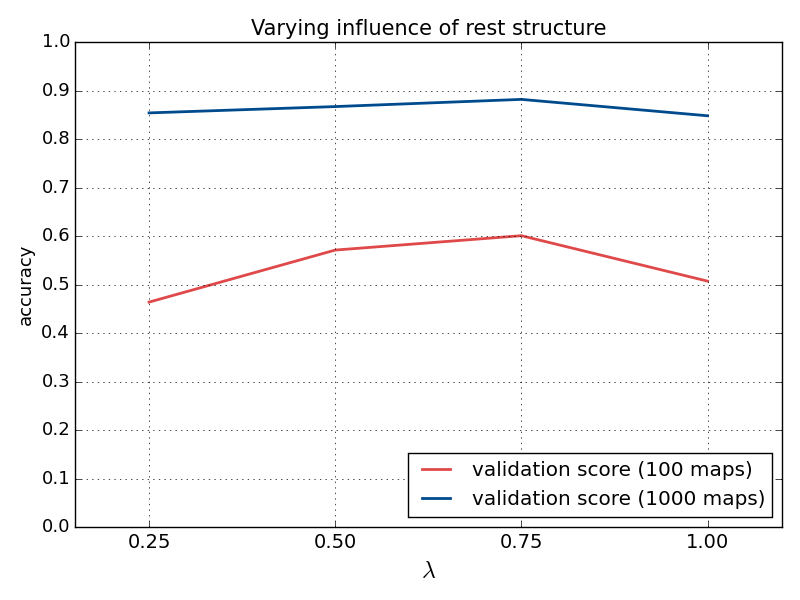 Varying influence of rest structure
1.0
0.9
0.8
0.7
0.6
0.5
0.4
0.3
0.2
0.1
0.0
accuracy
validation score (100 maps)
validation score (1000 maps)
0.25 0.50 0.75 1.00
λ